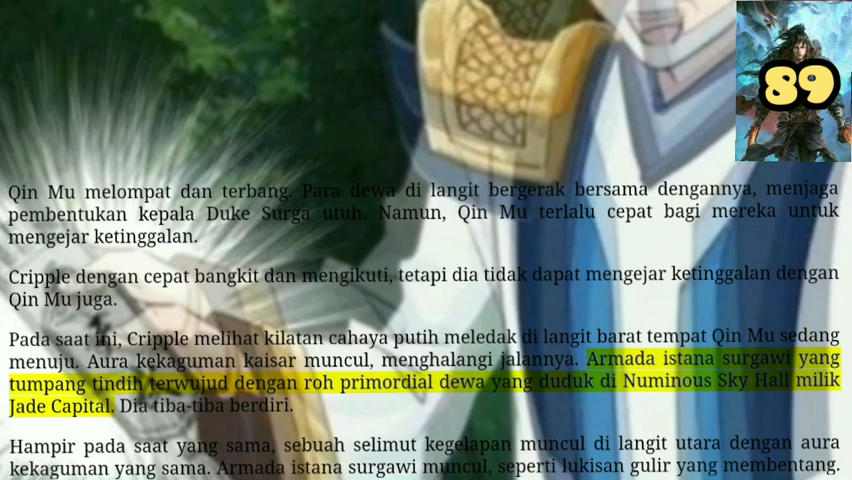 89
Qin Mu melompat dan terbang. Para dewa di langit bergerak bersama dengannya, menjaga
pembentukan kepala Duke Surga utuh. Namun, Qin Mu terlalu cepat bagi mereka untuk
mengejar ketinggalan.
Cripple dengan cepat bangkit dan mengikuti, tetapi dia tidak dapat mengejar ketinggalan dengan
Qin Mu juga.
Pada saat ini, Cripple melihat kilatan cahaya putih meledak di langit barat tempat Qin Mu sedang
menuju. Aura kekaguman kaisar muncul, menghalangi jalannya. Armada istana surgawi yang
tumpang tindih terwujud dengan roh primordial dewa yang duduk di Numinous Sky Hall milik
Jade Capital. Dia tiba-tiba berdiri.
Hampir pada saat yang sama, sebuah selimut kegelapan muncul di langit utara dengan aura
kekaguman yang sama. Armada istana surgawi muncul, seperti lukisan gulir yang membentang.